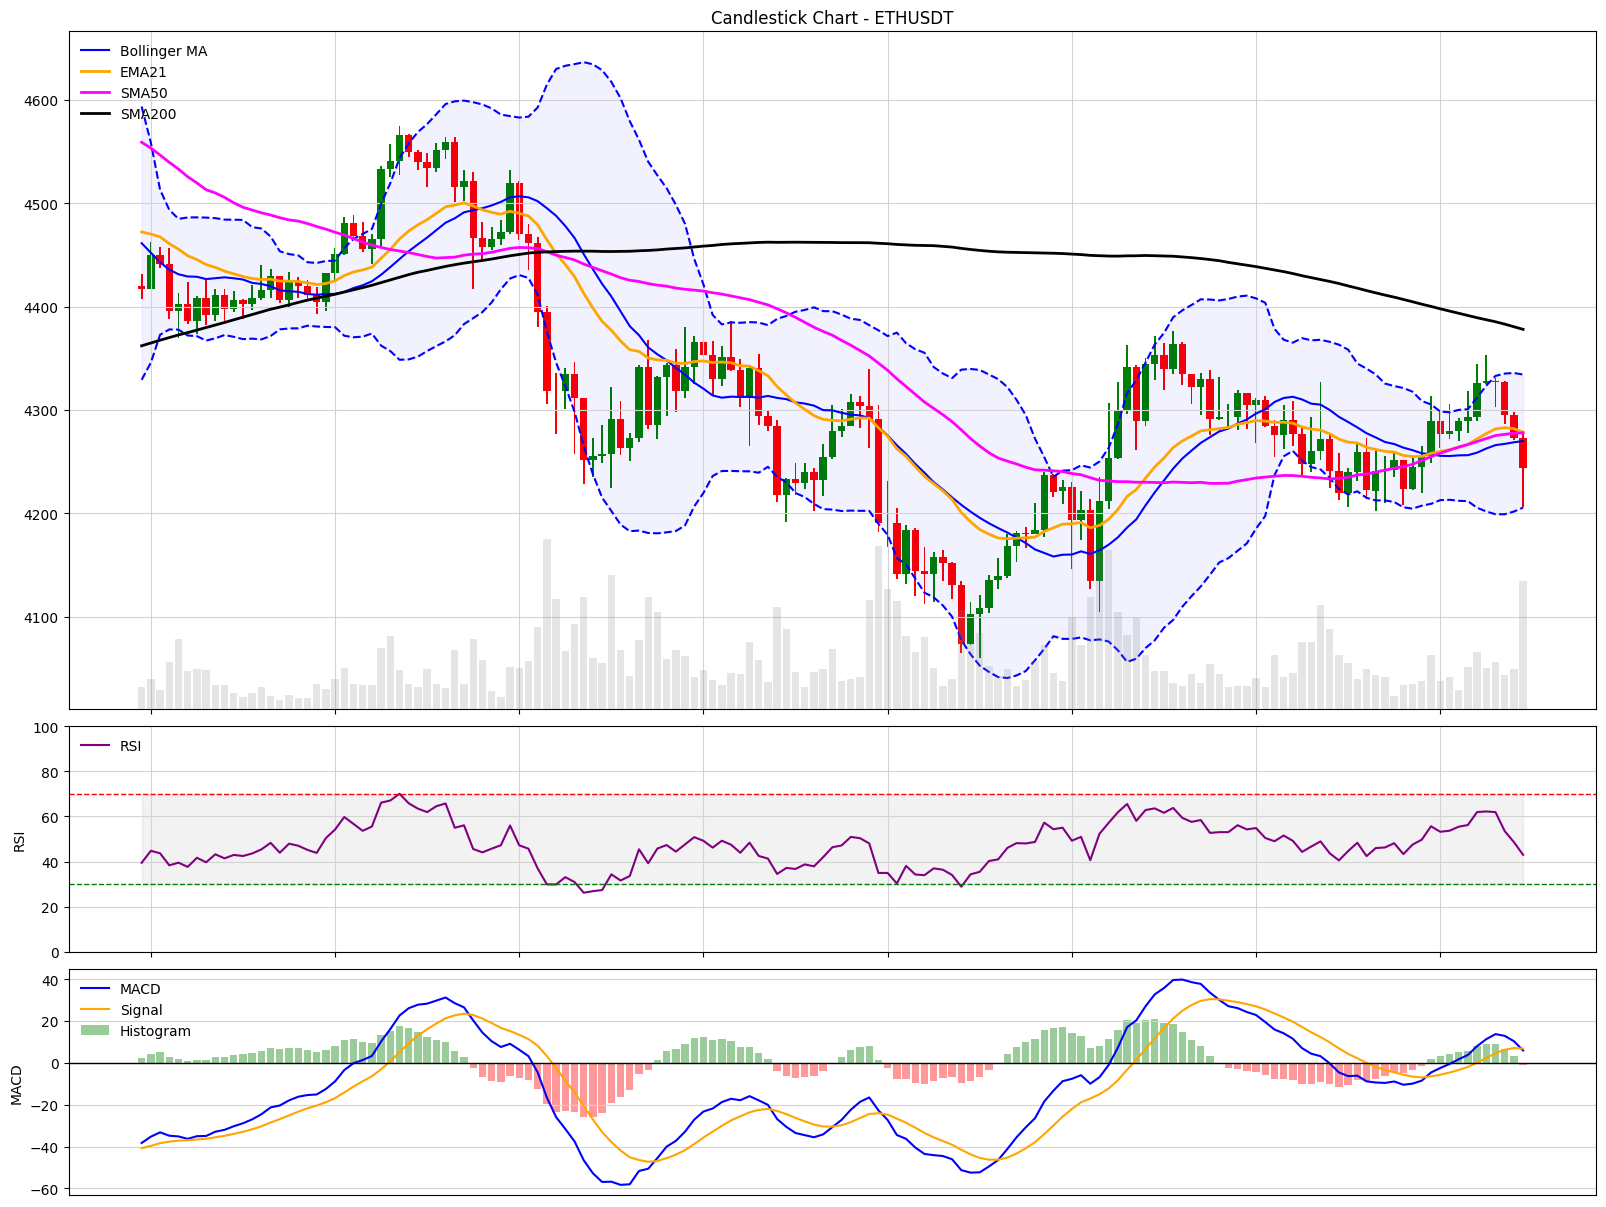 Candlestick Chart - ETHUSDT
Bollinger MA
EMA21
SMA50
SMA200
4600
4500
4400
4300
4200
4100
RSI
100
80
60
40
20
0
RSI
MACD
Signal
Histogram
40
20
0
−20
−40
−60
MACD